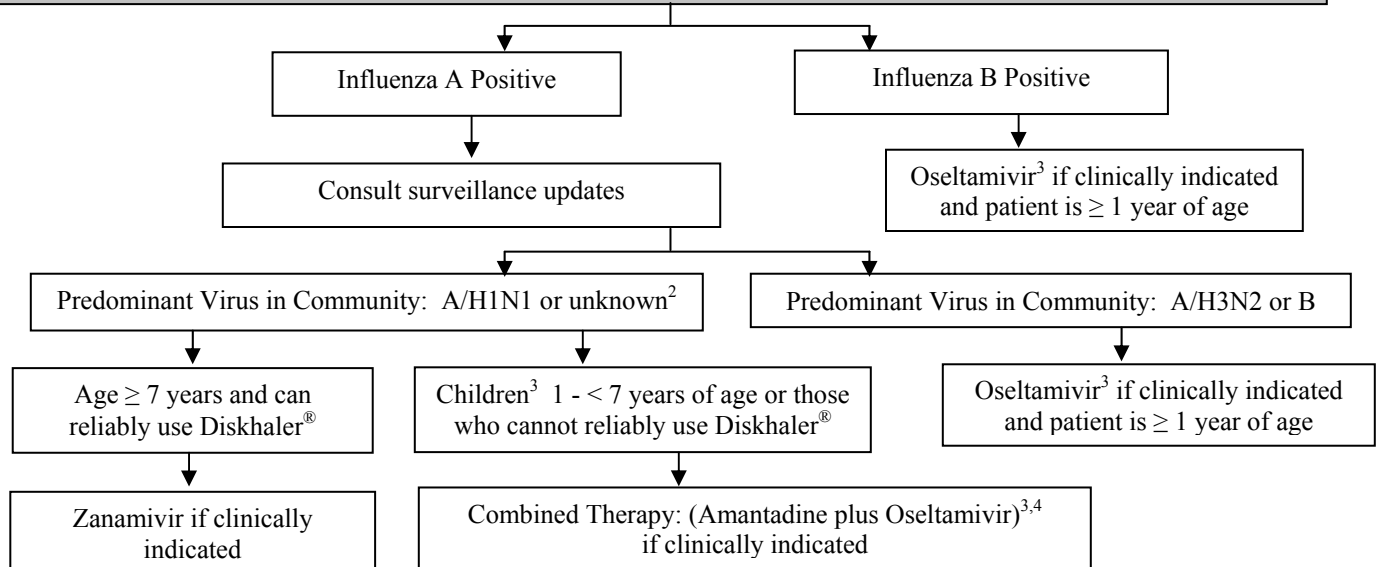 Influenza A Positive
Influenza B Positive
Consult surveillance updates
Oseltamivir³ if clinically indicated
and patient is ≥ 1 year of age
Predominant Virus in Community: A/H1N1 or unknown²
Predominant Virus in Community: A/H3N2 or B
Age ≥ 7 years and can
reliably use Diskhaler®
Children³ 1 - < 7 years of age or those
who cannot reliably use Diskhaler®
Oseltamivir³ if clinically indicated
and patient is ≥ 1 year of age
Zanamivir if clinically
indicated
Combined Therapy: (Amantadine plus Oseltamivir)³,⁴
if clinically indicated